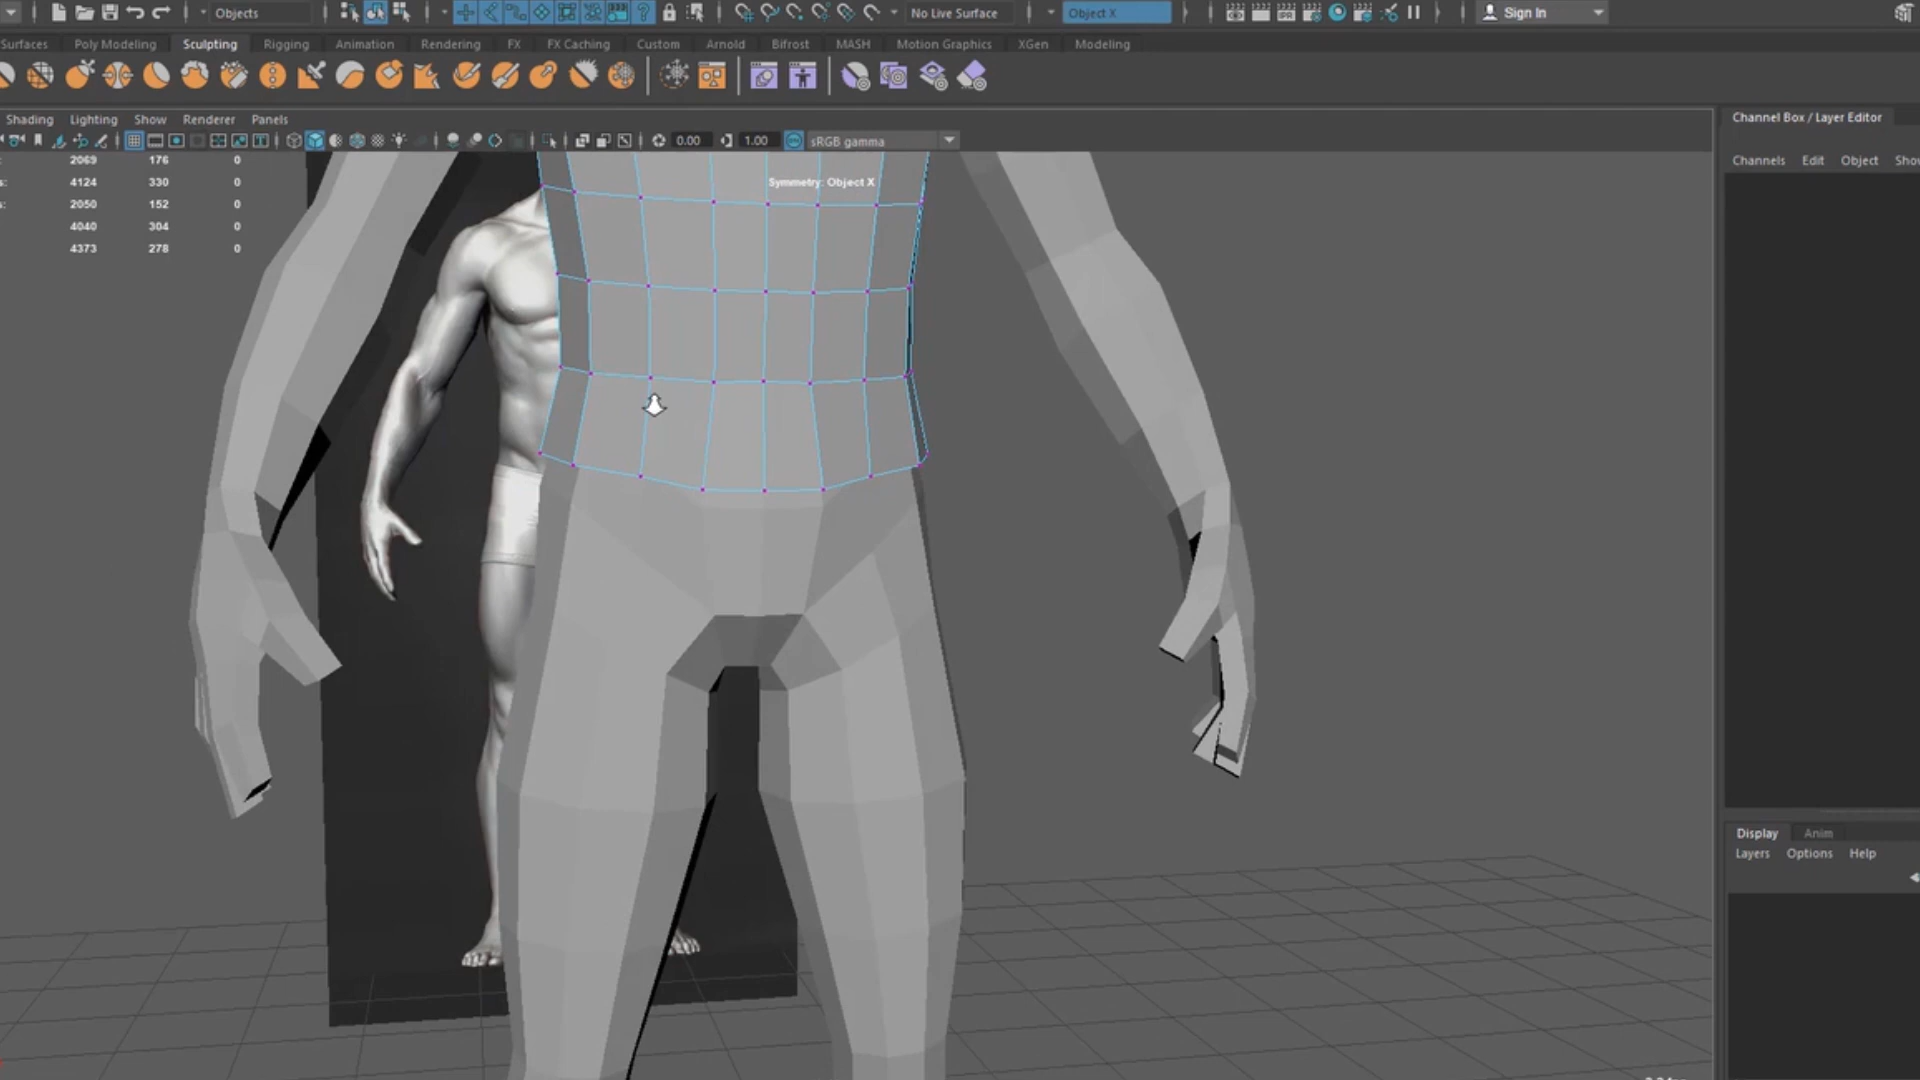 Objects No Live Surface Object X Sign In
Surfaces Poly Modeling Sculpting Rigging Animation Rendering FX FX Caching Custom Arnold Bifrost MASH Motion Graphics XGen Modeling
Shading Lighting Show Renderer Panels
0.00 1.00 sRGB gamma
: 2069 176 0
s: 4124 330 0
s: 2050 152 0
4040 304 0
4373 278 0
Symmetry: Object X
Channel Box / Layer Editor
Channels Edit Object Sho
Display Anim
Layers Options Help